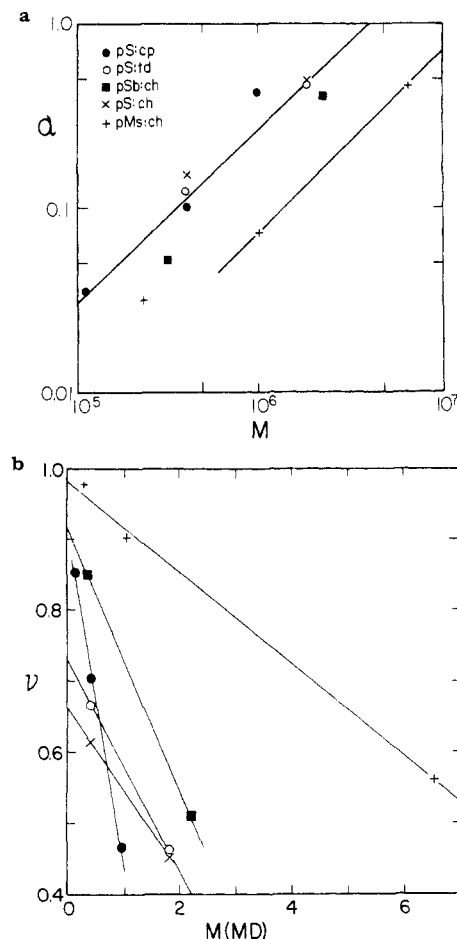 a
1.0
● pS:cp
○ pS:td
■ pSb:ch
× pS:ch
+ pMs:ch
α
0.1
0.01
10⁵
10⁶
10⁷
M
b
1.0
0.8
ν
0.6
0.4
0
2
4
6
M(MD)